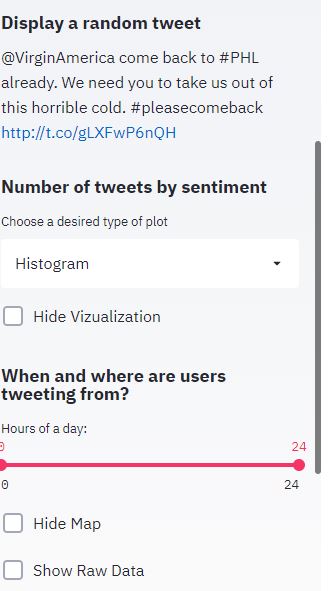 Display a random tweet
@VirginAmerica come back to #PHL
already. We need you to take us out of
this horrible cold. #pleasecomeback
http://t.co/gLXFwP6nQH
Number of tweets by sentiment
Choose a desired type of plot
Histogram
Hide Vizualization
When and where are users
tweeting from?
Hours of a day:
0 24
0 24
Hide Map
Show Raw Data